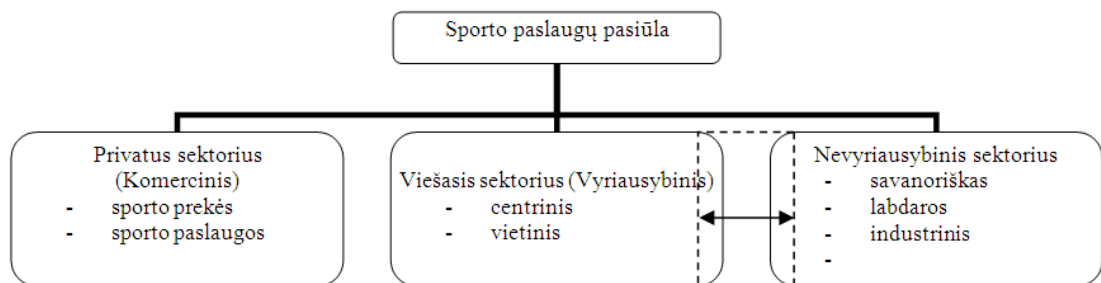 Sporto paslaugų pasiūla
Privatus sektorius
(Komercinis)
- sporto prekės
- sporto paslaugos
Viešasis sektorius (Vyriausybinis)
- centrinis
- vietinis
Nevyriausybinis sektorius
- savanoriškas
- labdaros
- industrinis
-